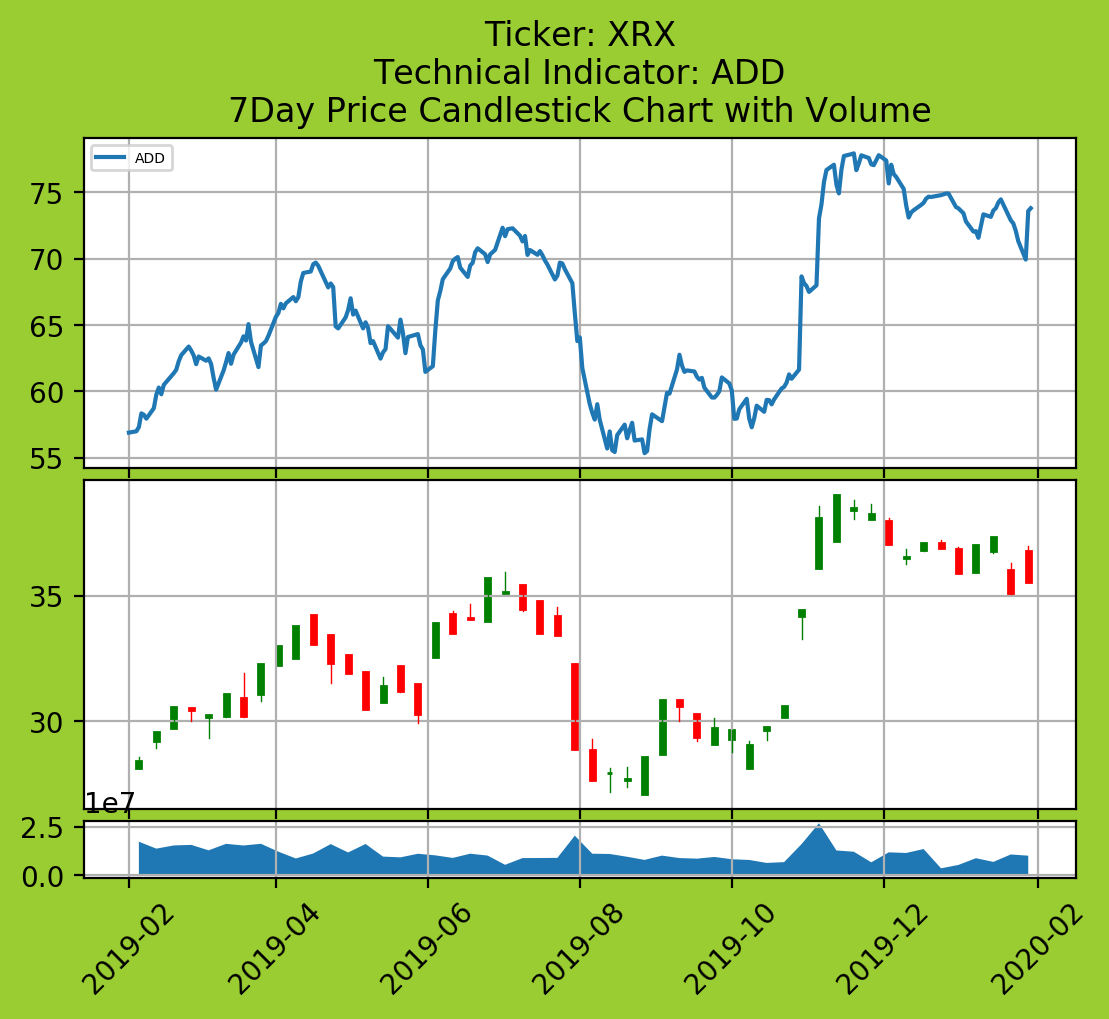 Ticker: XRX
Technical Indicator: ADD
7Day Price Candlestick Chart with Volume
ADD
75
70
65
60
55
35
30
1e7
2.5
0.0
2019-02 2019-04 2019-06 2019-08 2019-10 2019-12 2020-02